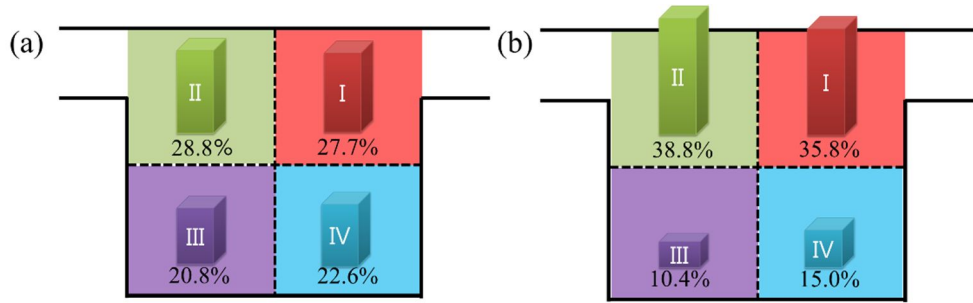 (a)
II
I
28.8%
27.7%
III
IV
20.8%
22.6%
(b)
II
I
38.8%
35.8%
III
IV
10.4%
15.0%